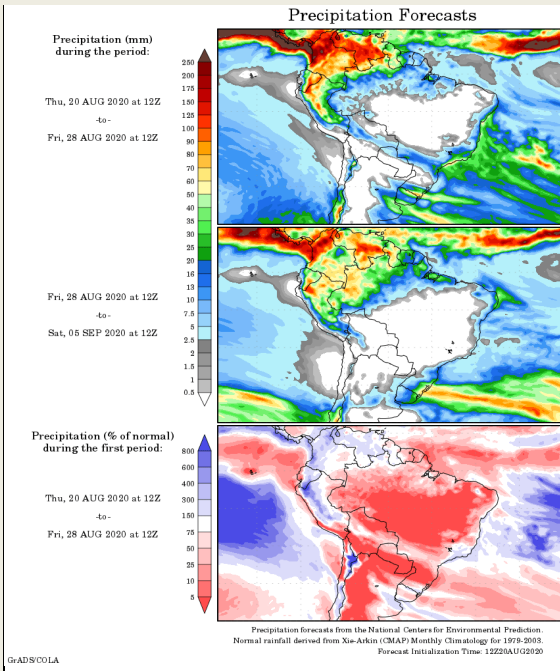 Precipitation Forecasts
Precipitation (mm)
during the period:
Thu, 20 AUG 2020 at 12Z
-to-
Fri, 28 AUG 2020 at 12Z
250
200
175
150
125
100
90
80
70
60
50
40
35
30
25
20
16
13
10
7.5
5
2.5
2
1.5
1
0.5
Fri, 28 AUG 2020 at 12Z
-to-
Sat, 05 SEP 2020 at 12Z
Precipitation (% of normal)
during the first period:
Thu, 20 AUG 2020 at 12Z
-to-
Fri, 28 AUG 2020 at 12Z
800
600
400
300
150
75
50
25
10
5
Precipitation forecasts from the National Centers for Environmental Prediction.
Normal rainfall derived from Xie-Arkin (CMAP) Monthly Climatology for 1979-2003.
Forecast Initialization Time: 12Z20AUG2020
GrADS/COLA